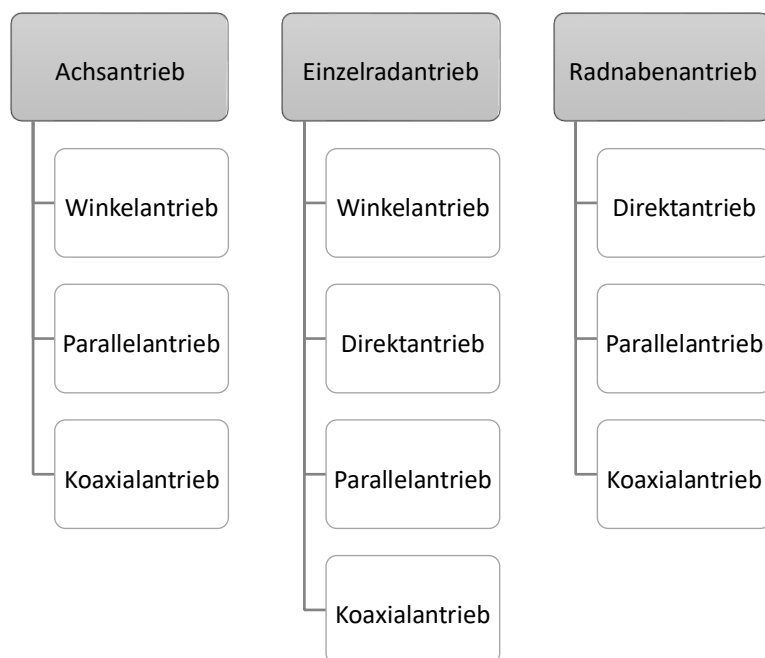 Achsantrieb
Winkelantrieb
Parallelantrieb
Koaxialantrieb
Einzelradantrieb
Winkelantrieb
Direktantrieb
Parallelantrieb
Koaxialantrieb
Radnabenantrieb
Direktantrieb
Parallelantrieb
Koaxialantrieb